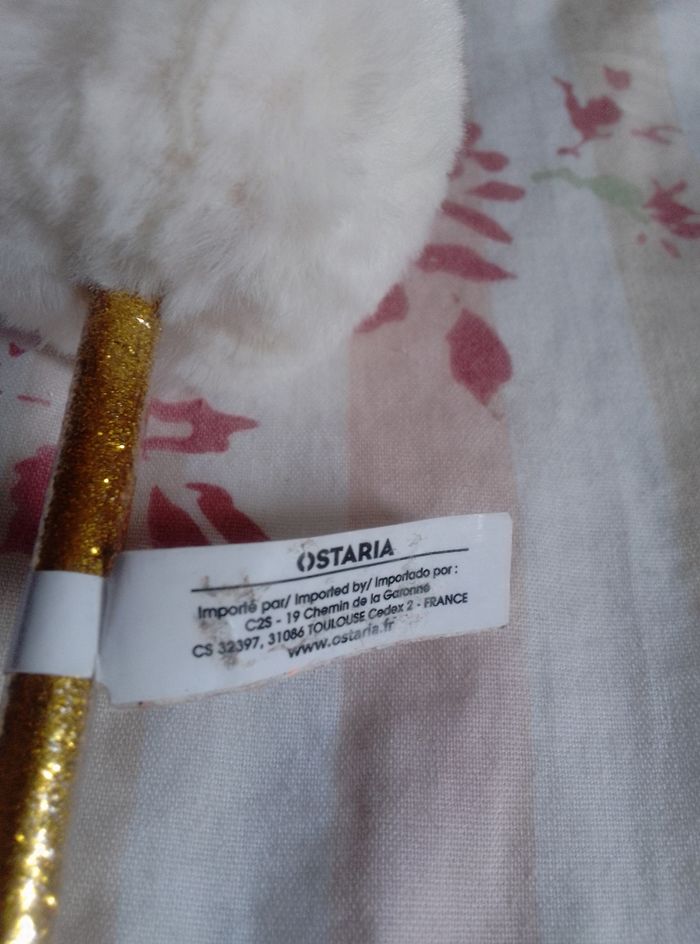 OSTARIA
Importé par/ Imported by/ Importado por :
C2S - 19 Chemin de la Garonne
CS 32397, 31086 TOULOUSE Cedex 2 - FRANCE
www.ostaria.fr